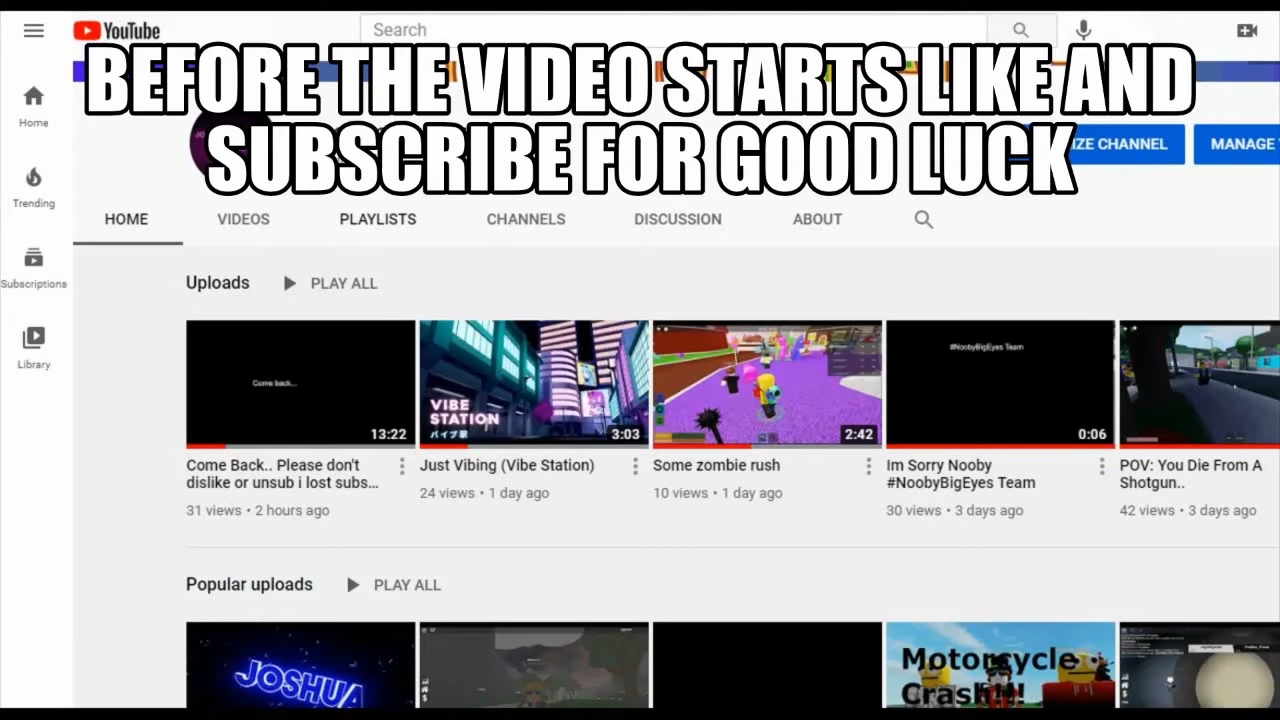 YouTube
Search
BEFORE THE VIDEO STARTS LIKE AND
SUBSCRIBE FOR GOOD LUCK
IZE CHANNEL
MANAGE
Home
Trending
Subscriptions
Library
HOME
VIDEOS
PLAYLISTS
CHANNELS
DISCUSSION
ABOUT
Uploads
PLAY ALL
Come back...
13:22
VIBE
STATION
バイブ駅
3:03
2:42
#NoobyBigEyes Team
0:06
Come Back.. Please don't
dislike or unsub i lost subs...
31 views • 2 hours ago
Just Vibing (Vibe Station)
24 views • 1 day ago
Some zombie rush
10 views • 1 day ago
Im Sorry Nooby
#NoobyBigEyes Team
30 views • 3 days ago
POV: You Die From A
Shotgun..
42 views • 3 days ago
Popular uploads
PLAY ALL
JOSHUA
Motorcycle
Crash!!!